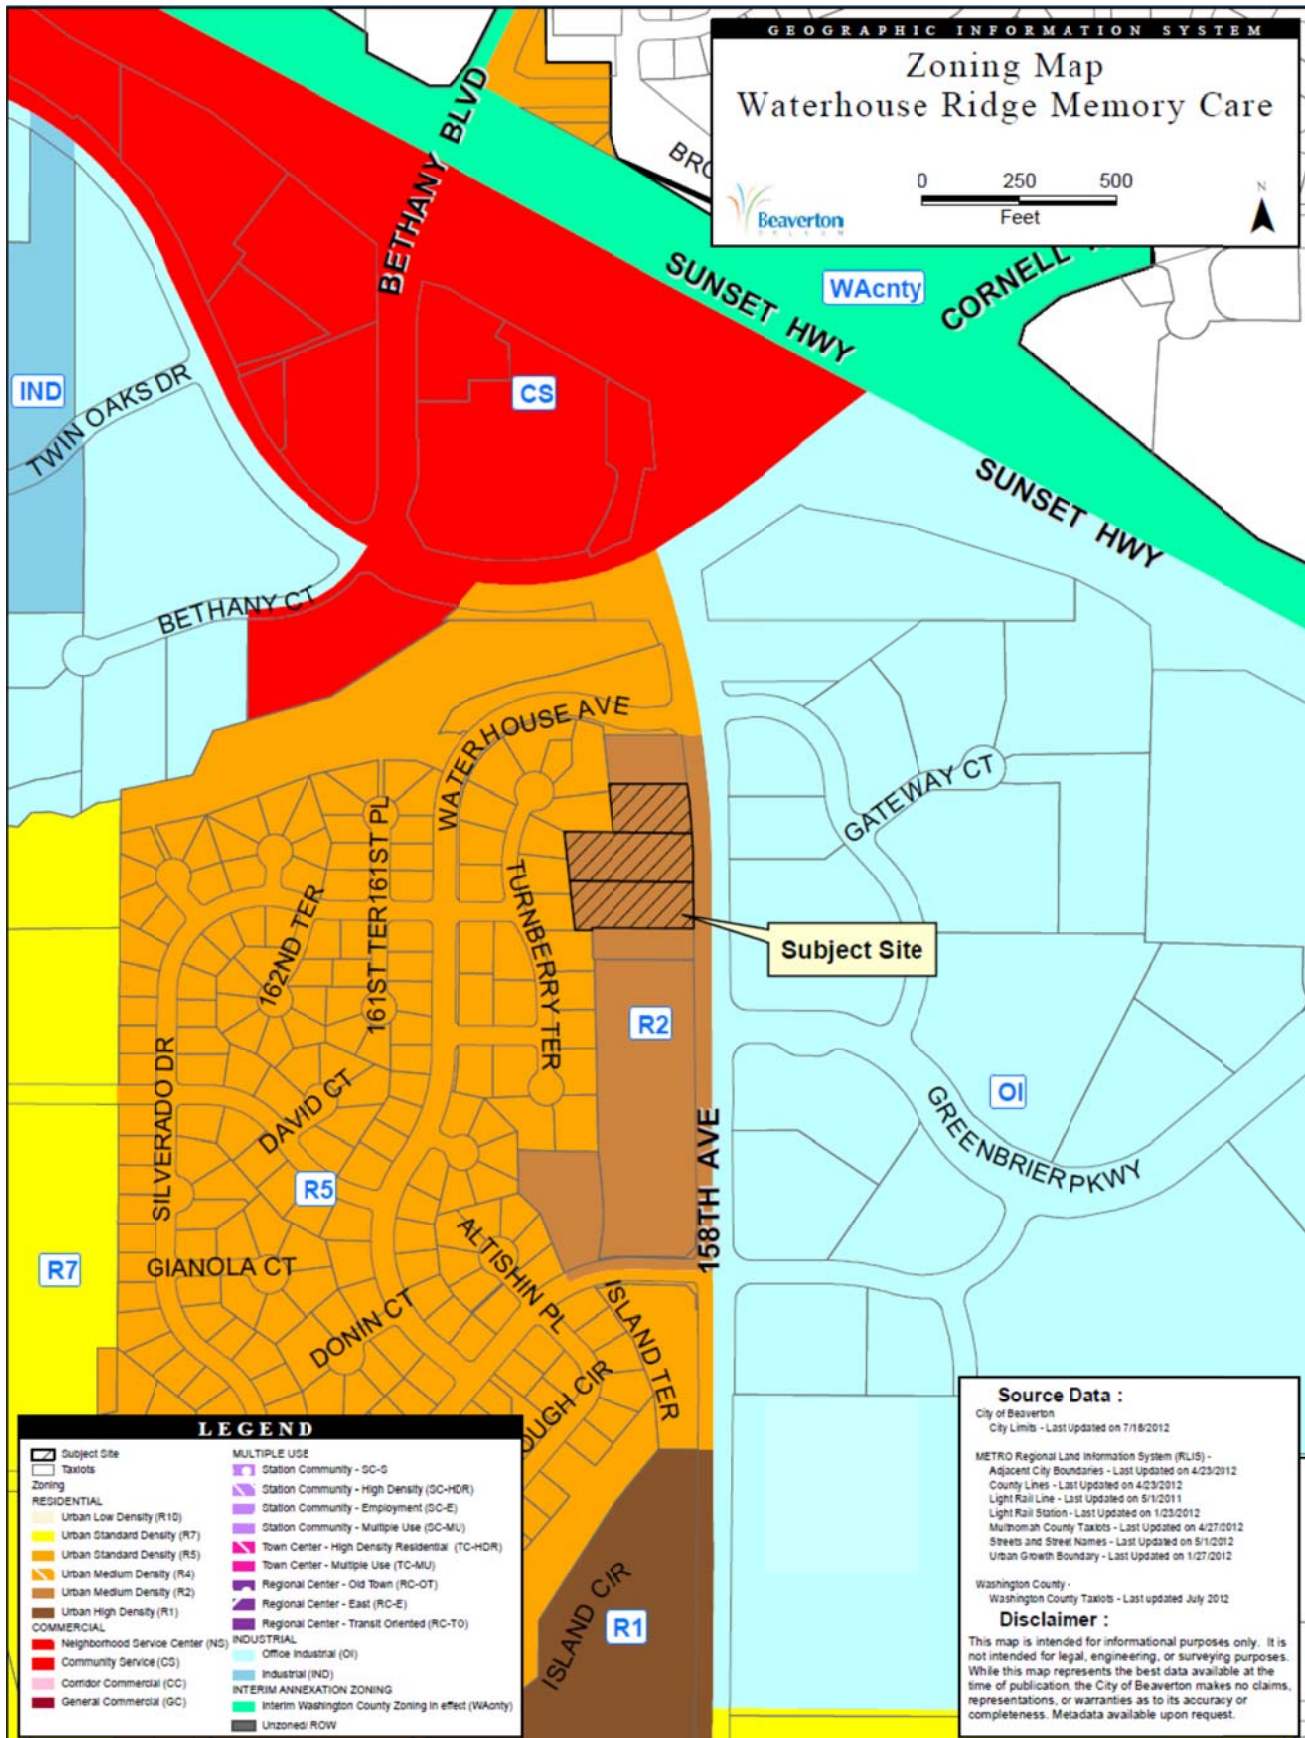 GEOGRAPHIC INFORMATION SYSTEM
Zoning Map
Waterhouse Ridge Memory Care
0 250 500
Feet
N
Beaverton
OREGON
BETHANY BLVD
BRO
SUNSET HWY
WAcnty
CORNELL
IND
TWIN OAKS DR
CS
SUNSET HWY
BETHANY CT
WATERHOUSE AVE
GATEWAY CT
161ST PL
TURNBERRY TER
162ND TER
161ST TER
Subject Site
R2
SILVERADO DR
DAVID CT
OI
GREENBRIER PKWY
158TH AVE
R5
R7
GIANOLA CT
ALTISHIN PL
DONIN CT
ISLAND TER
OUGH CIR
ISLAND CIR
R1
LEGEND
Subject Site
Taxlots
Zoning
RESIDENTIAL
Urban Low Density (R10)
Urban Standard Density (R7)
Urban Standard Density (R5)
Urban Medium Density (R4)
Urban Medium Density (R2)
Urban High Density (R1)
COMMERCIAL
Neighborhood Service Center (NS)
Community Service (CS)
Corridor Commercial (CC)
General Commercial (GC)
MULTIPLE USE
Station Community - SC-S
Station Community - High Density (SC-HDR)
Station Community - Employment (SC-E)
Station Community - Multiple Use (SC-MU)
Town Center - High Density Residential (TC-HDR)
Town Center - Multiple Use (TC-MU)
Regional Center - Old Town (RC-OT)
Regional Center - East (RC-E)
Regional Center - Transit Oriented (RC-TO)
INDUSTRIAL
Office Industrial (OI)
Industrial (IND)
INTERIM ANNEXATION ZONING
Interim Washington County Zoning in effect (WAcnty)
Unzoned/ROW
Source Data :
City of Beaverton
City Limits - Last Updated on 7/18/2012
METRO Regional Land Information System (RLIS) -
Adjacent City Boundaries - Last Updated on 4/23/2012
County Lines - Last Updated on 4/23/2012
Light Rail Line - Last Updated on 5/1/2011
Light Rail Station - Last Updated on 1/23/2012
Multnomah County Taxlots - Last Updated on 4/27/2012
Streets and Street Names - Last Updated on 5/1/2012
Urban Growth Boundary - Last Updated on 1/27/2012
Washington County -
Washington County Taxlots - Last updated July 2012
Disclaimer :
This map is intended for informational purposes only. It is
not intended for legal, engineering, or surveying purposes.
While this map represents the best data available at the
time of publication, the City of Beaverton makes no claims,
representations, or warranties as to its accuracy or
completeness. Metadata available upon request.